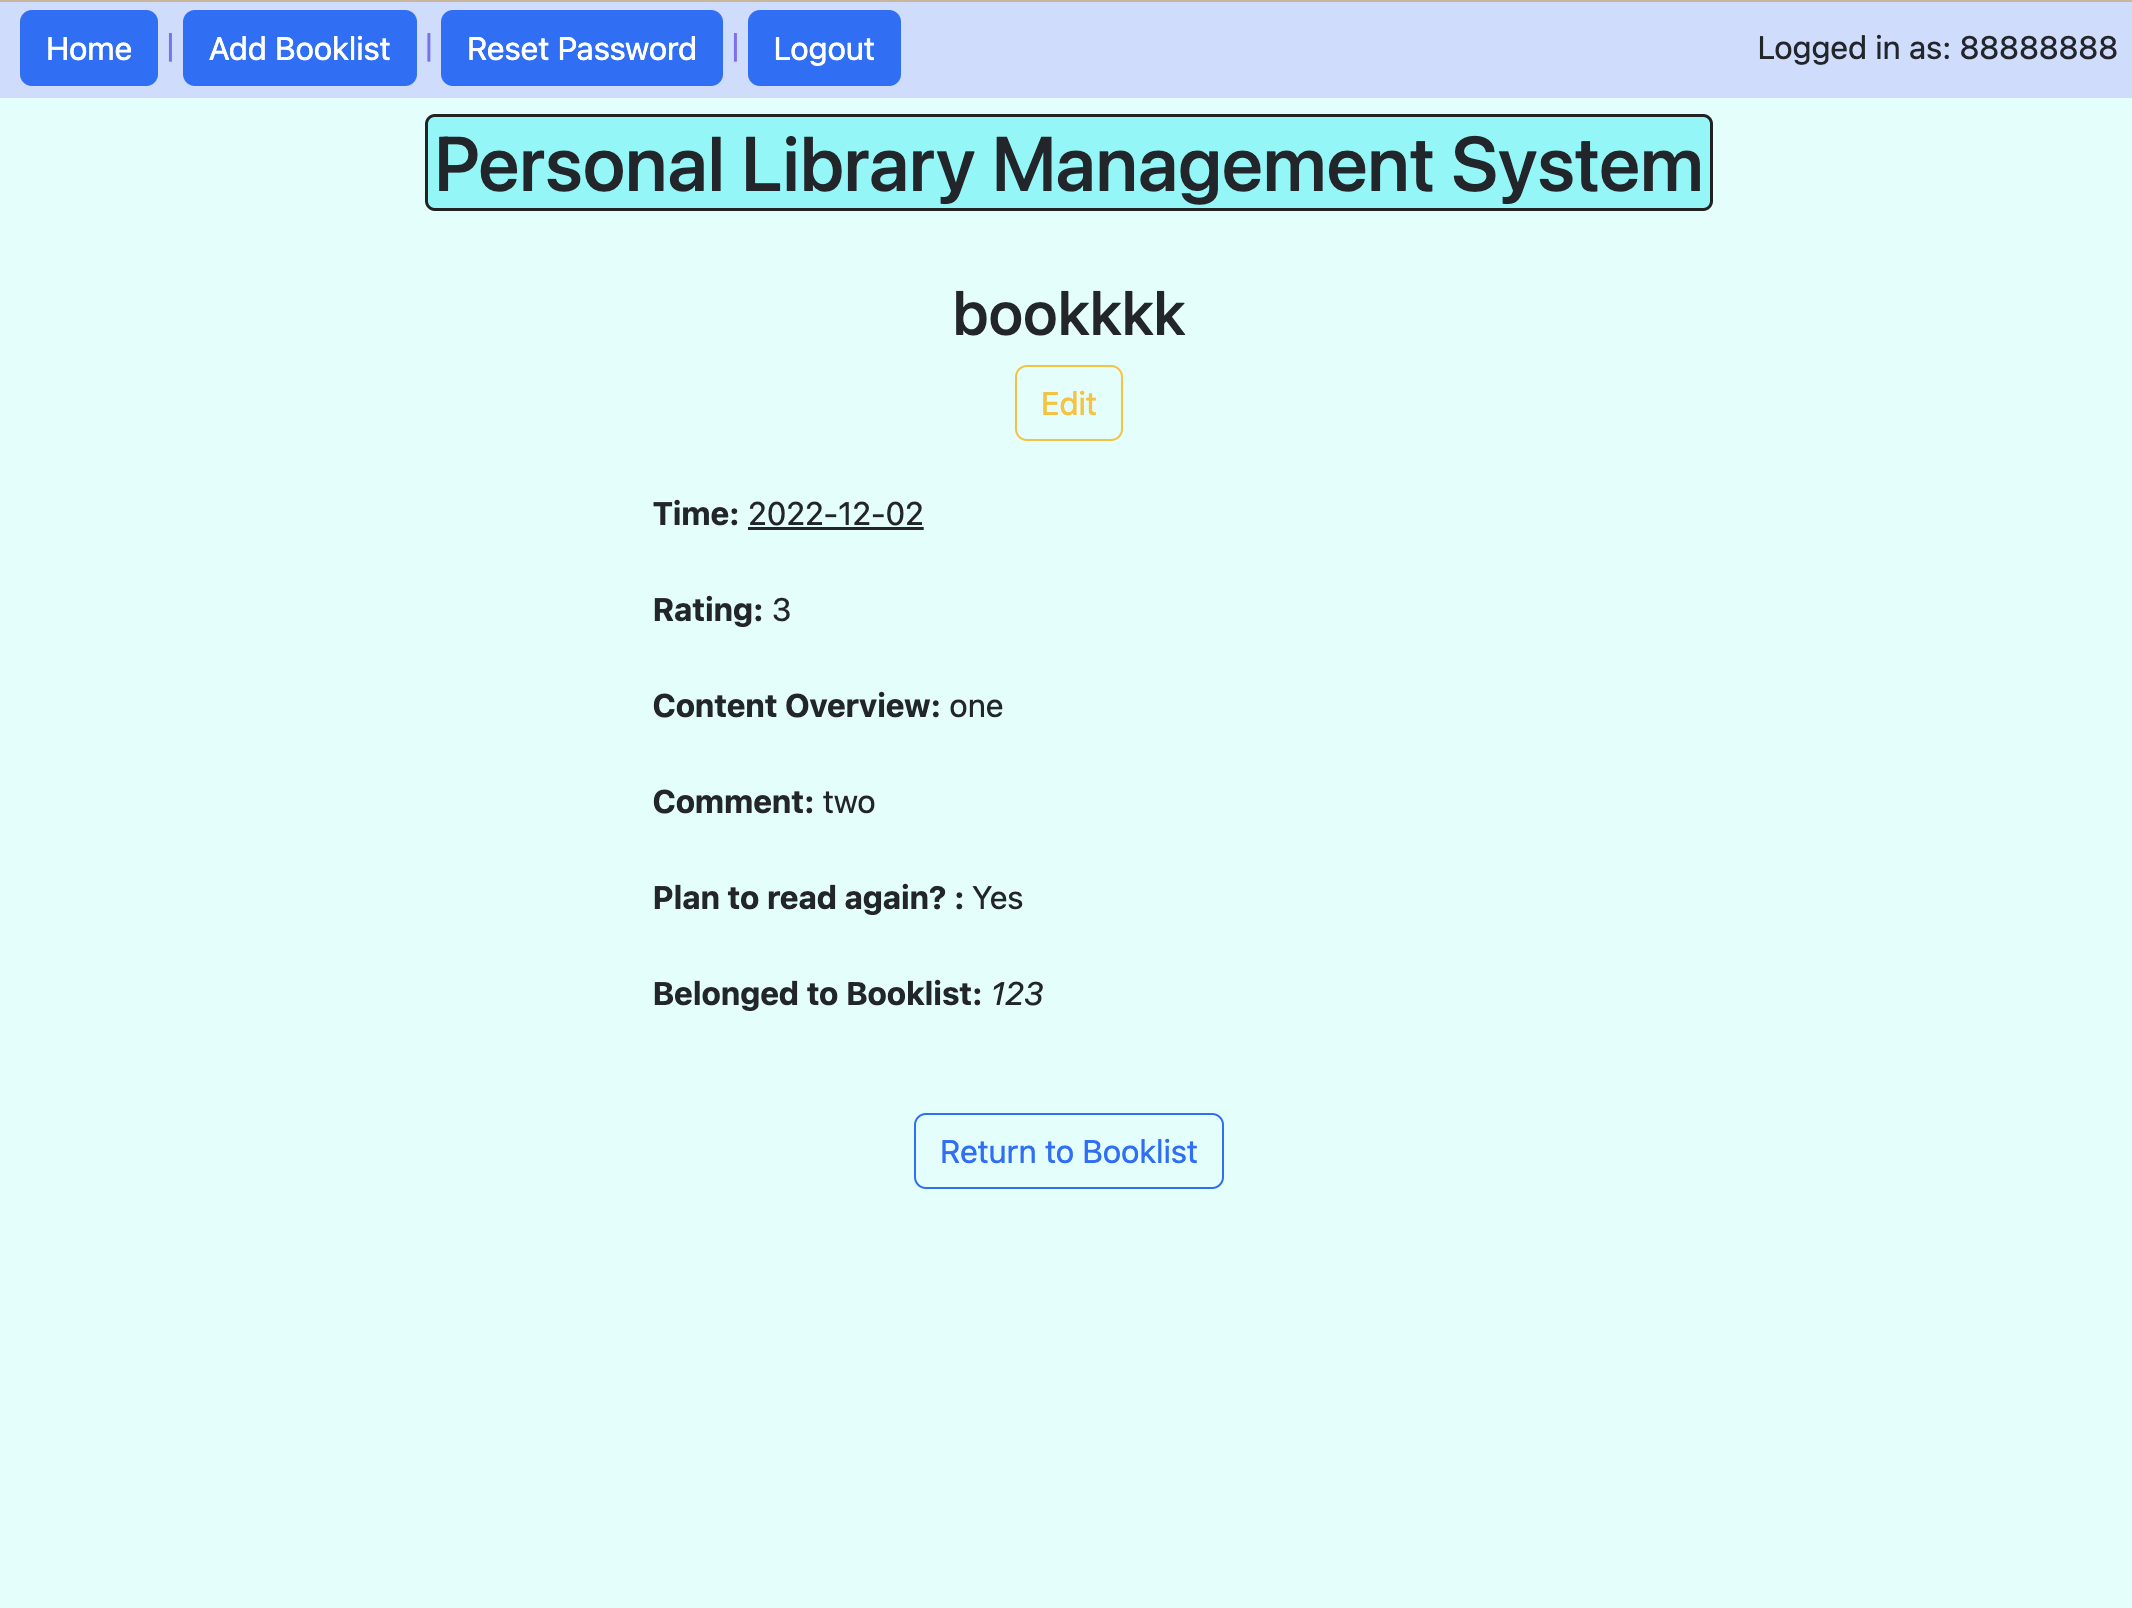 Home | Add Booklist | Reset Password | Logout Logged in as: 88888888
Personal Library Management System
bookkkk
Edit
Time: 2022-12-02
Rating: 3
Content Overview: one
Comment: two
Plan to read again? : Yes
Belonged to Booklist: 123
Return to Booklist